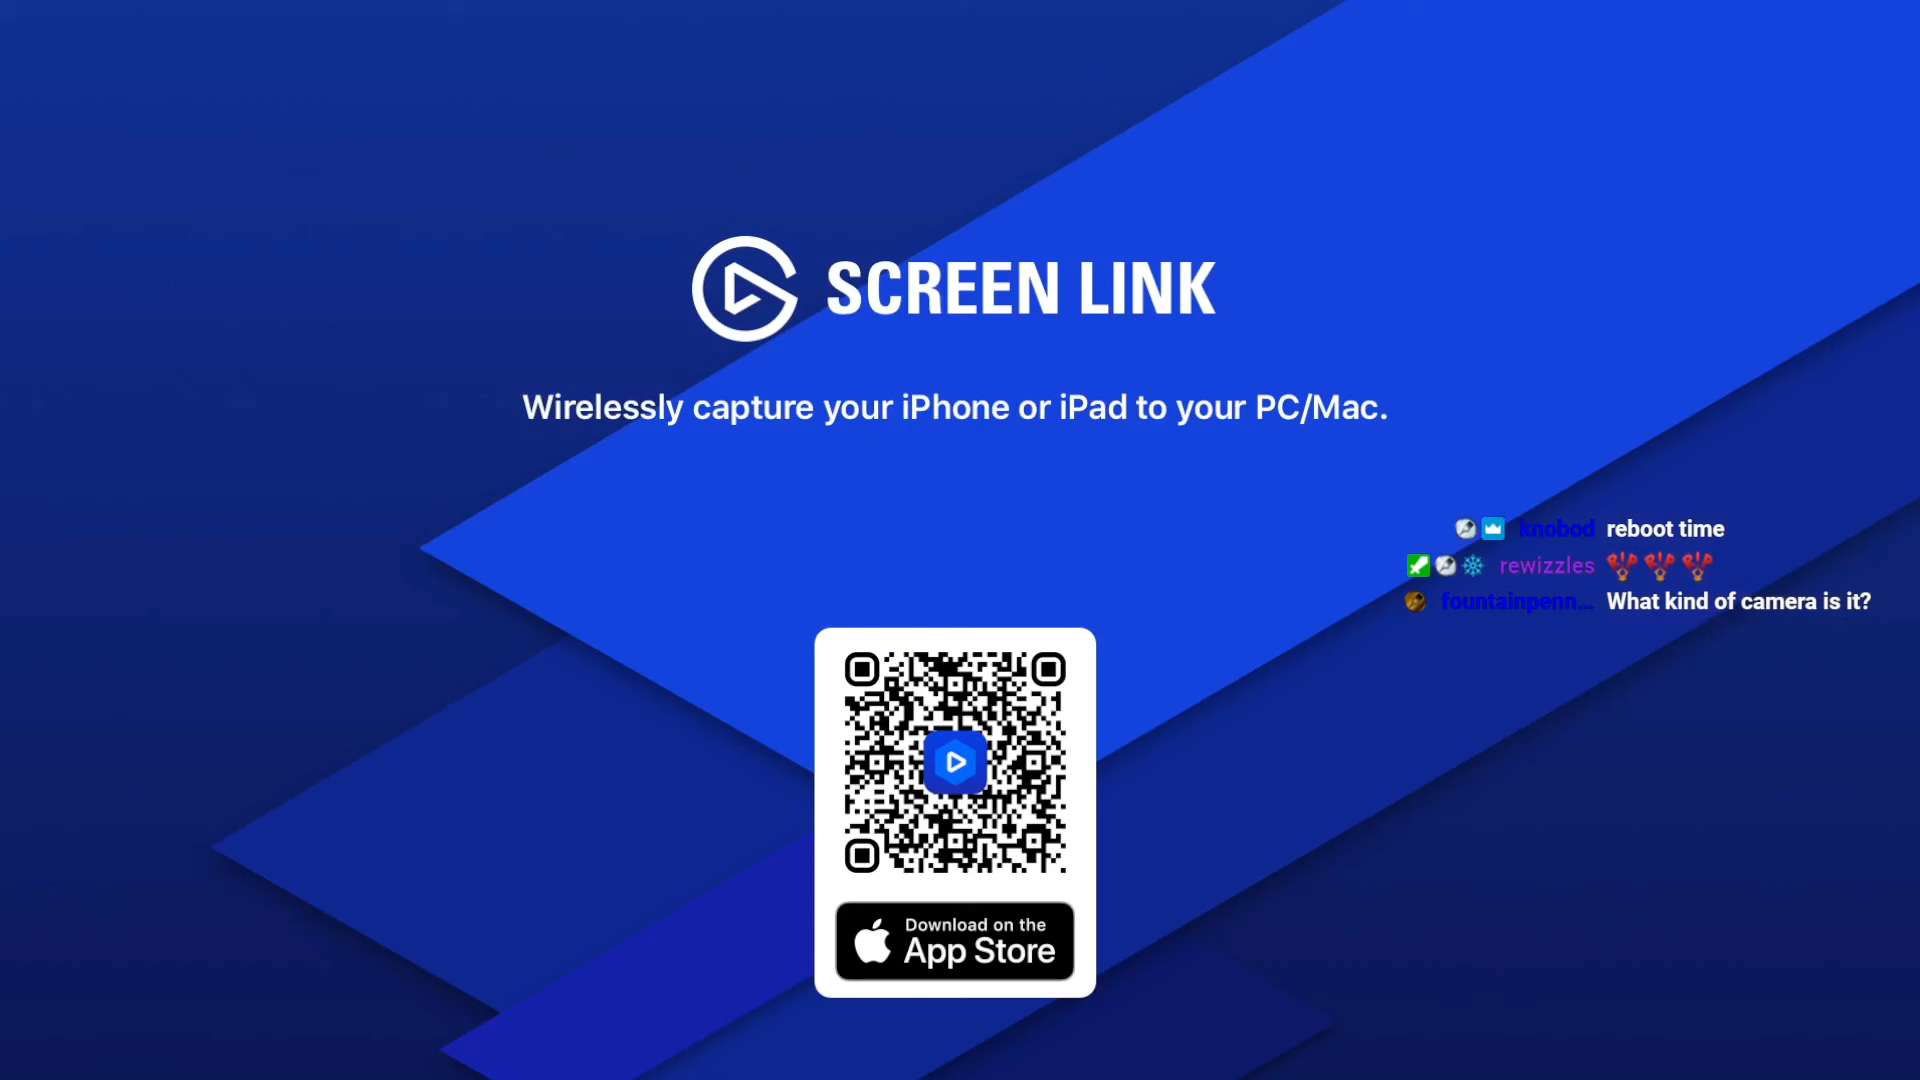 SCREEN LINK
Wirelessly capture your iPhone or iPad to your PC/Mac.
knobod reboot time
rewizzles
fountainpenn... What kind of camera is it?
Download on the
App Store